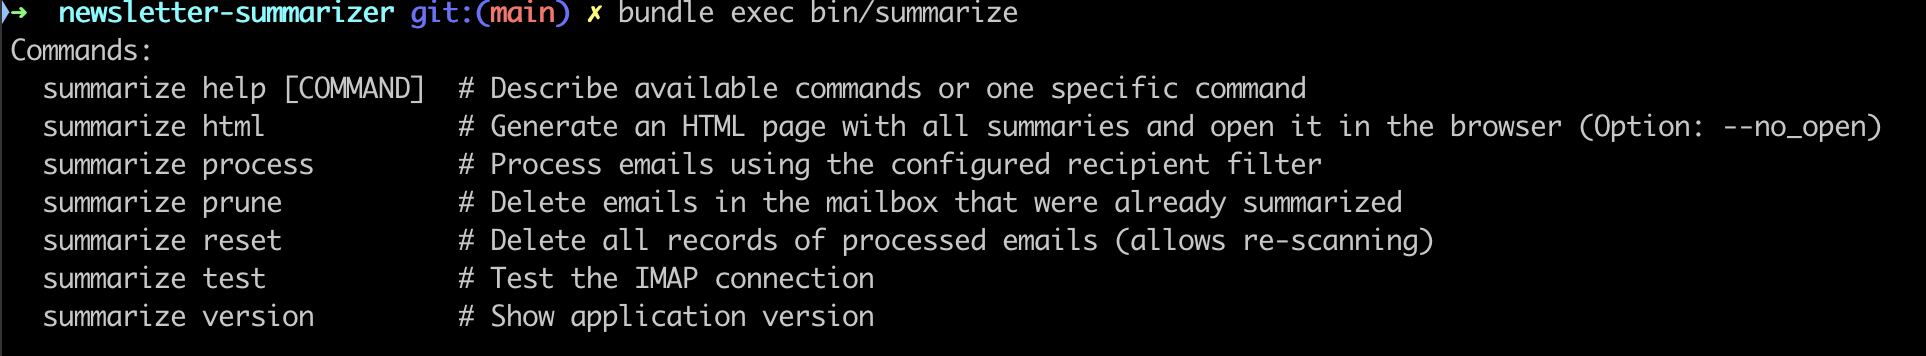 ➜  newsletter-summarizer git:(main) ✗ bundle exec bin/summarize
Commands:
  summarize help [COMMAND]  # Describe available commands or one specific command
  summarize html            # Generate an HTML page with all summaries and open it in the browser (Option: --no_open)
  summarize process         # Process emails using the configured recipient filter
  summarize prune           # Delete emails in the mailbox that were already summarized
  summarize reset           # Delete all records of processed emails (allows re-scanning)
  summarize test            # Test the IMAP connection
  summarize version         # Show application version